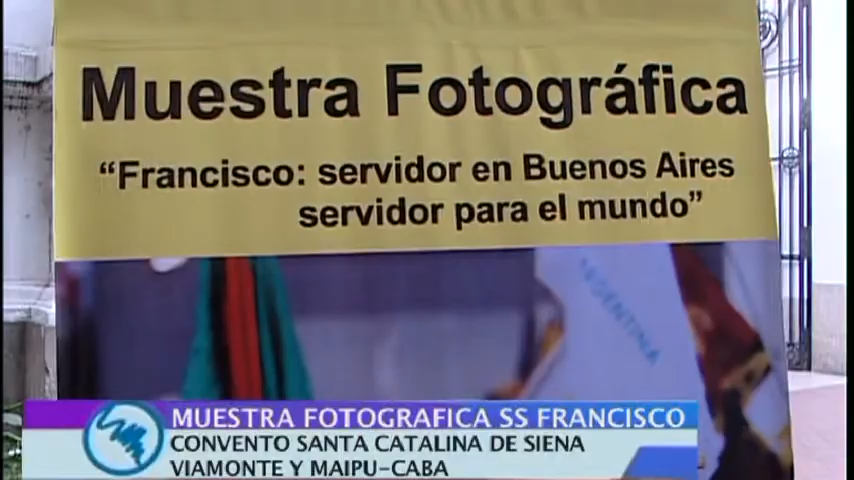 Muestra Fotográfica
“Francisco: servidor en Buenos Aires
servidor para el mundo”
ARGENTINA
MUESTRA FOTOGRAFICA SS FRANCISCO
CONVENTO SANTA CATALINA DE SIENA
VIAMONTE Y MAIPU-CABA